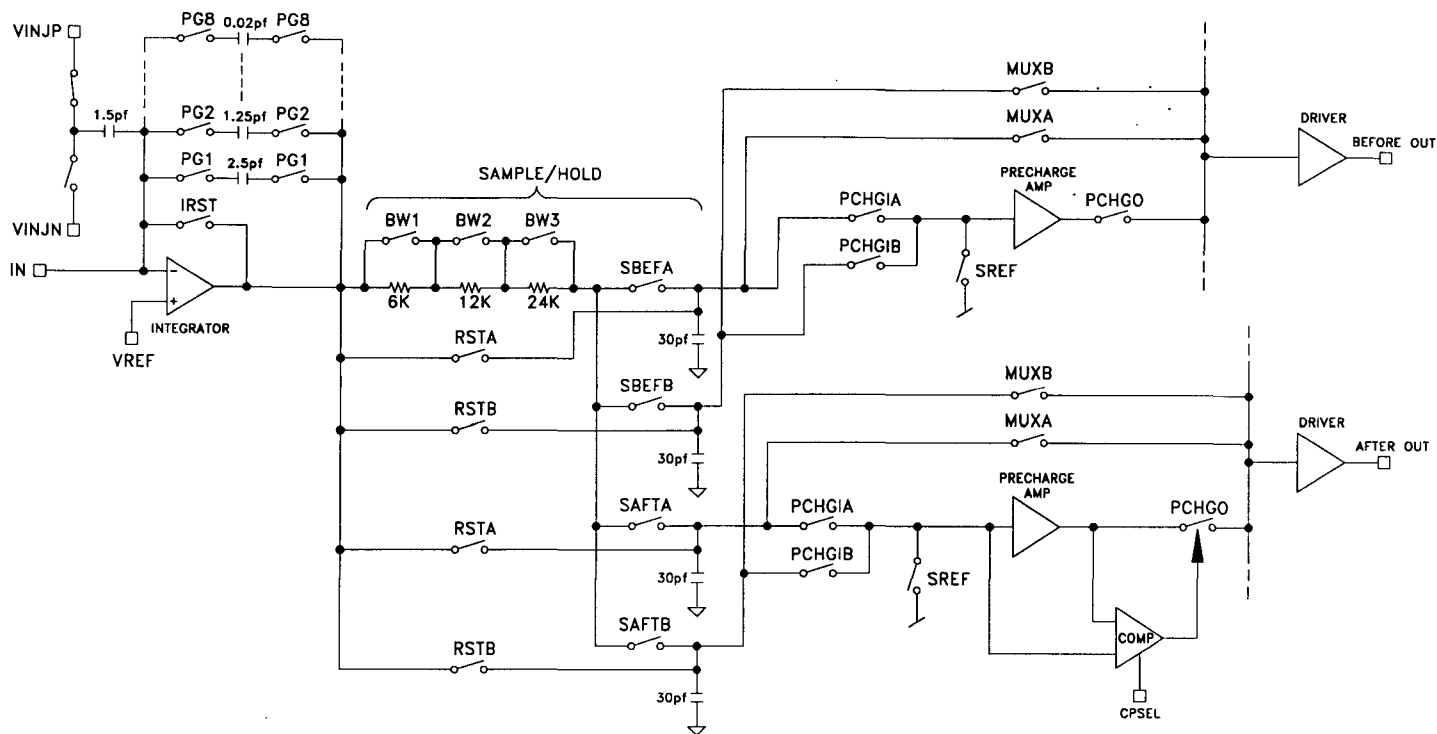 VINJP
PG8 0.02pf PG8
1.5pf
PG2 1.25pf PG2
PG1 2.5pf PG1
IRST
VINJN
IN
-
+
INTEGRATOR
VREF
SAMPLE/HOLD
BW1 BW2 BW3
6K 12K 24K
SBEFA
RSTA
30pf
SBEFB
RSTB
30pf
SAFTA
RSTA
30pf
SAFTB
RSTB
30pf
MUXB
MUXA
PCHGIA
PCHGIB
PRECHARGE
AMP
PCHGO
SREF
DRIVER
BEFORE OUT
MUXB
MUXA
PCHGIA
PCHGIB
PRECHARGE
AMP
PCHGO
SREF
COMP
CPSEL
DRIVER
AFTER OUT